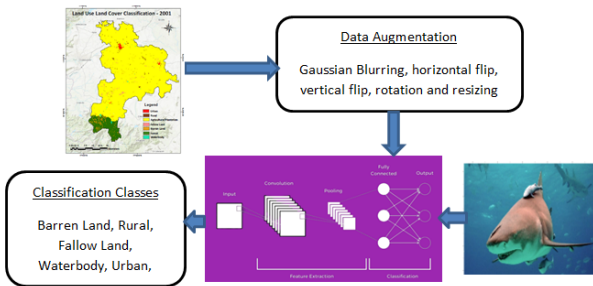 Land Use Land Cover Classification - 2001
Legend
Data Augmentation
Gaussian Blurring, horizontal flip,
vertical flip, rotation and resizing
Classification Classes
Barren Land, Rural,
Fallow Land,
Waterbody, Urban,
Input
Convolution
Pooling
Fully
Connected
Output
Feature Extraction
Classification